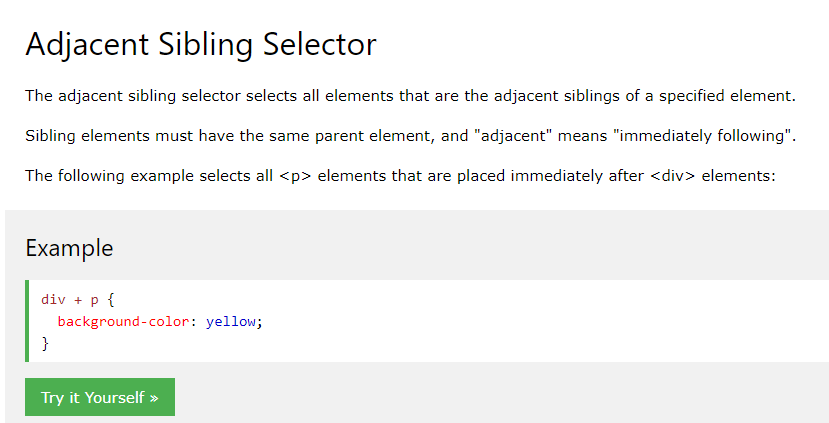 Adjacent Sibling Selector
The adjacent sibling selector selects all elements that are the adjacent siblings of a specified element.
Sibling elements must have the same parent element, and "adjacent" means "immediately following".
The following example selects all <p> elements that are placed immediately after <div> elements:
Example
div + p {
  background-color: yellow;
}
Try it Yourself »